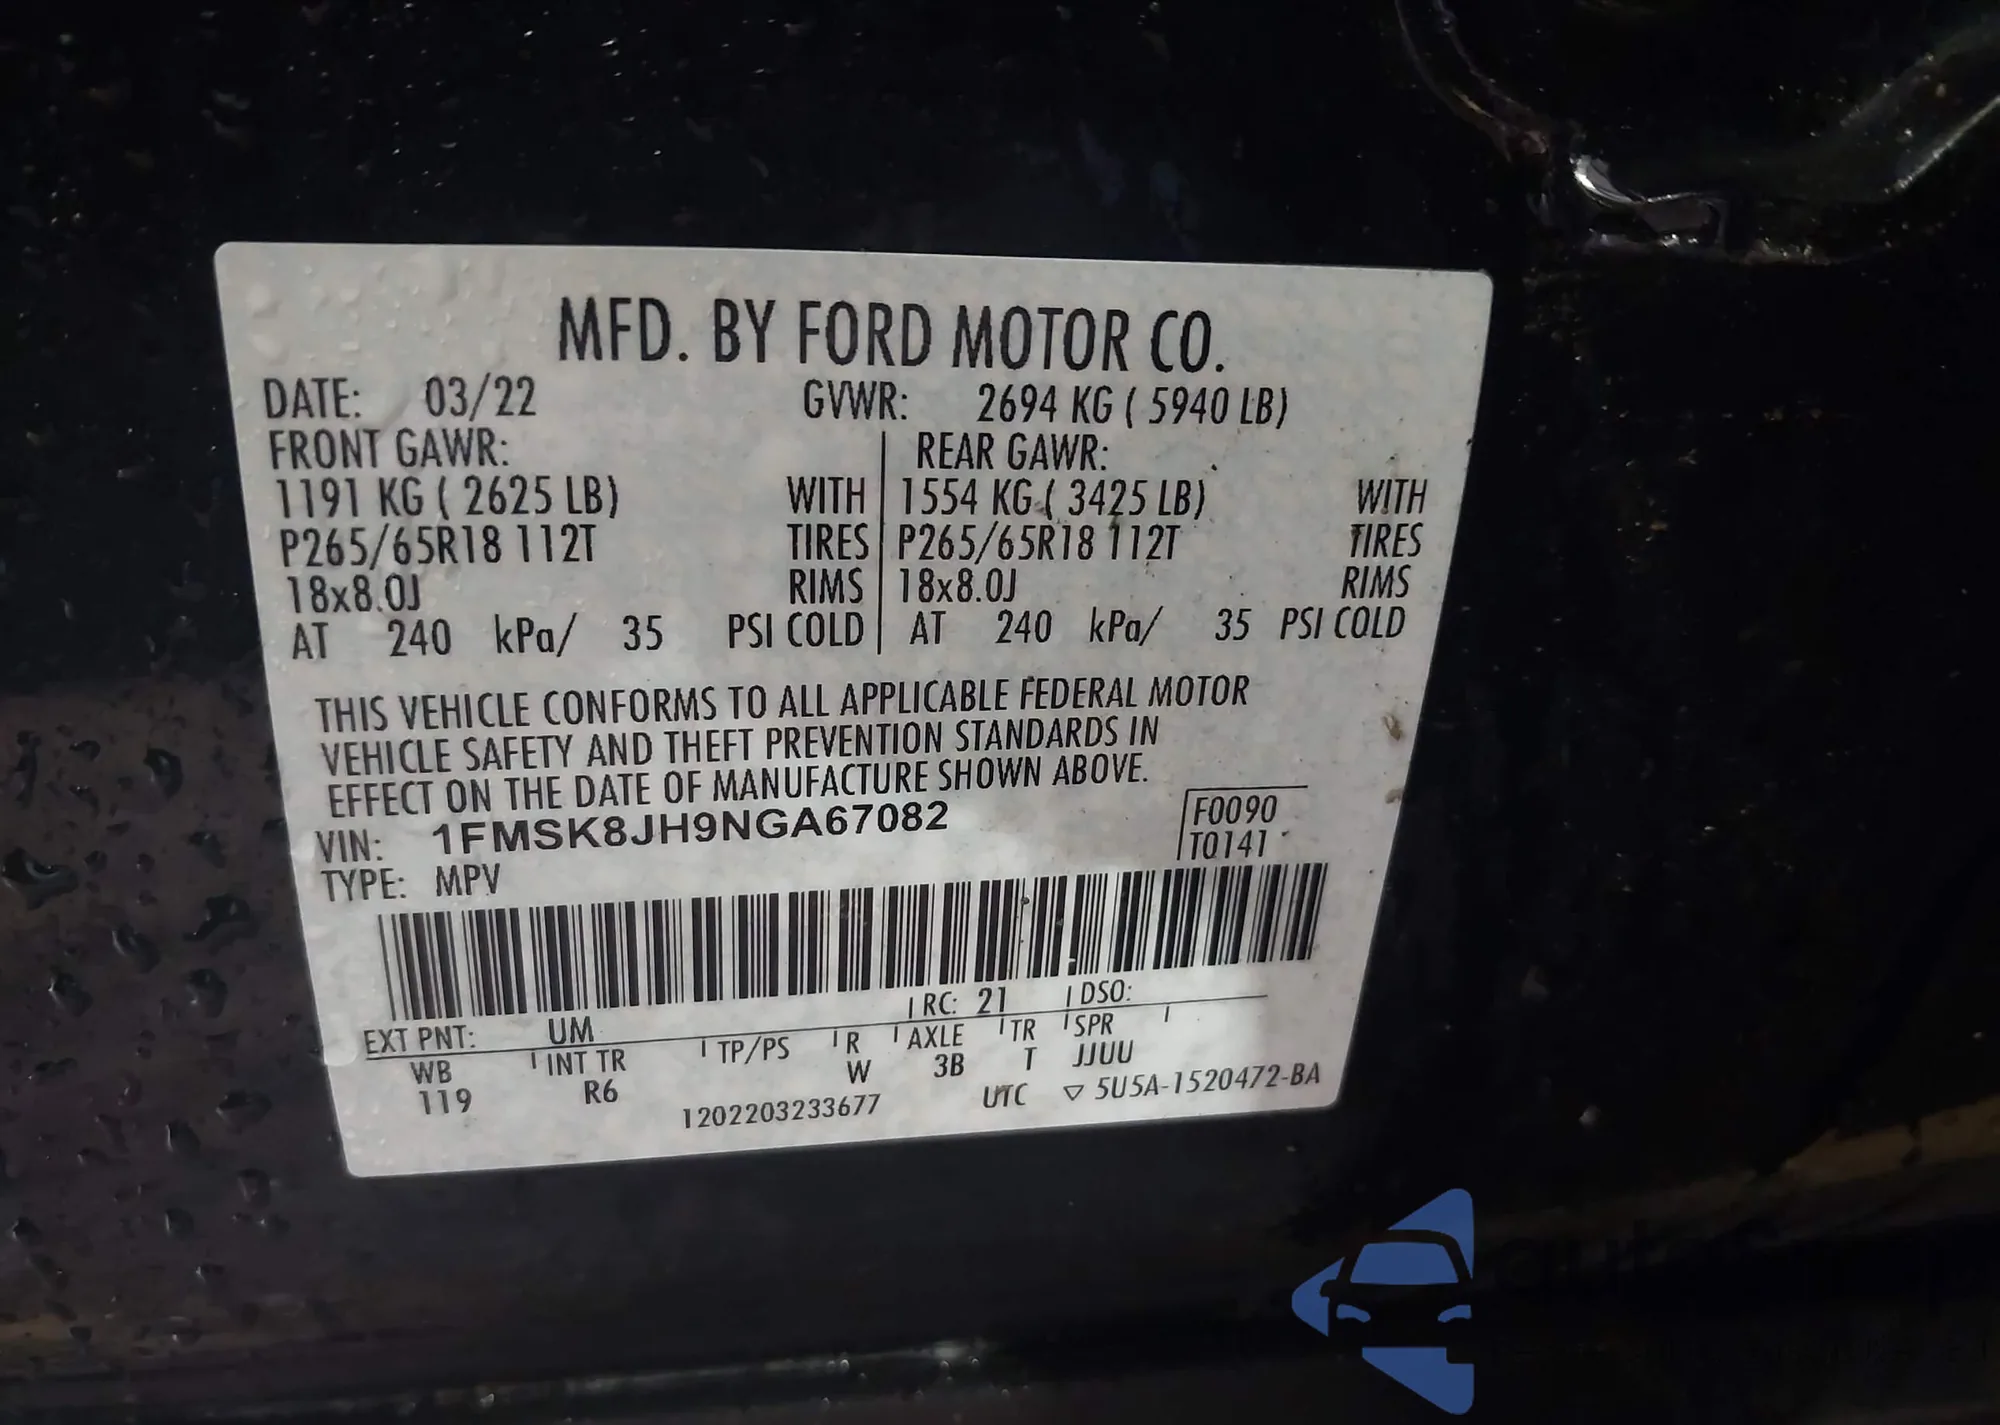 MFD. BY FORD MOTOR CO.
DATE: 03/22 GVWR: 2694 KG ( 5940 LB)
FRONT GAWR: REAR GAWR:
1191 KG ( 2625 LB) WITH 1554 KG ( 3425 LB) WITH
P265/65R18 112T TIRES P265/65R18 112T TIRES
18x8.0J RIMS 18x8.0J RIMS
AT 240 kPa/ 35 PSI COLD AT 240 kPa/ 35 PSI COLD
THIS VEHICLE CONFORMS TO ALL APPLICABLE FEDERAL MOTOR
VEHICLE SAFETY AND THEFT PREVENTION STANDARDS IN
EFFECT ON THE DATE OF MANUFACTURE SHOWN ABOVE.
VIN: 1FMSK8JH9NGA67082 F0090
TYPE: MPV T0141
EXT PNT: UM RC: 21 DSO:
WB INT TR TP/PS R AXLE TR SPR
119 R6 W 3B T JJUU
1202203233677 UTC ▽ 5U5A-1520472-BA